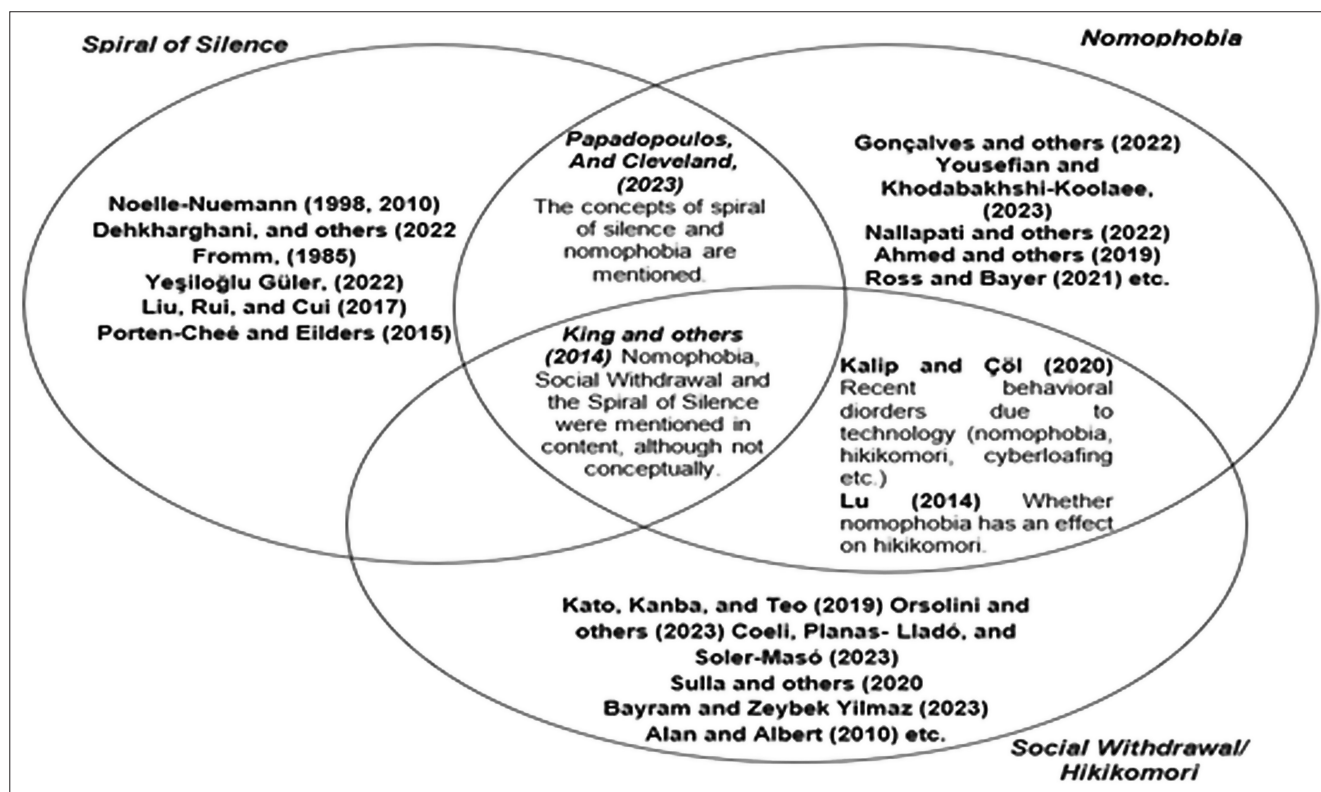 Spiral of Silence
Nomophobia
Noelle-Nuemann (1998, 2010)
Dehkharghani, and others (2022
Fromm, (1985)
Yeşiloğlu Güler, (2022)
Liu, Rui, and Cui (2017)
Porten-Cheé and Eilders (2015)
Papadopoulos,
And Cleveland,
(2023)
The concepts of spiral
of silence and
nomophobia are
mentioned.
Gonçalves and others (2022)
Yousefian and
Khodabakhshi-Koolaee,
(2023)
Nallapati and others (2022)
Ahmed and others (2019)
Ross and Bayer (2021) etc.
King and others
(2014) Nomophobia,
Social Withdrawal and
the Spiral of Silence
were mentioned in
content, although not
conceptually.
Kalip and Çöl (2020)
Recent behavioral
diorders due to
technology (nomophobia,
hikikomori, cyberloafing
etc.)
Lu (2014) Whether
nomophobia has an effect
on hikikomori.
Kato, Kanba, and Teo (2019) Orsolini and
others (2023) Coeli, Planas- Lladó, and
Soler-Masó (2023)
Sulla and others (2020
Bayram and Zeybek Yilmaz (2023)
Alan and Albert (2010) etc.
Social Withdrawal/
Hikikomori